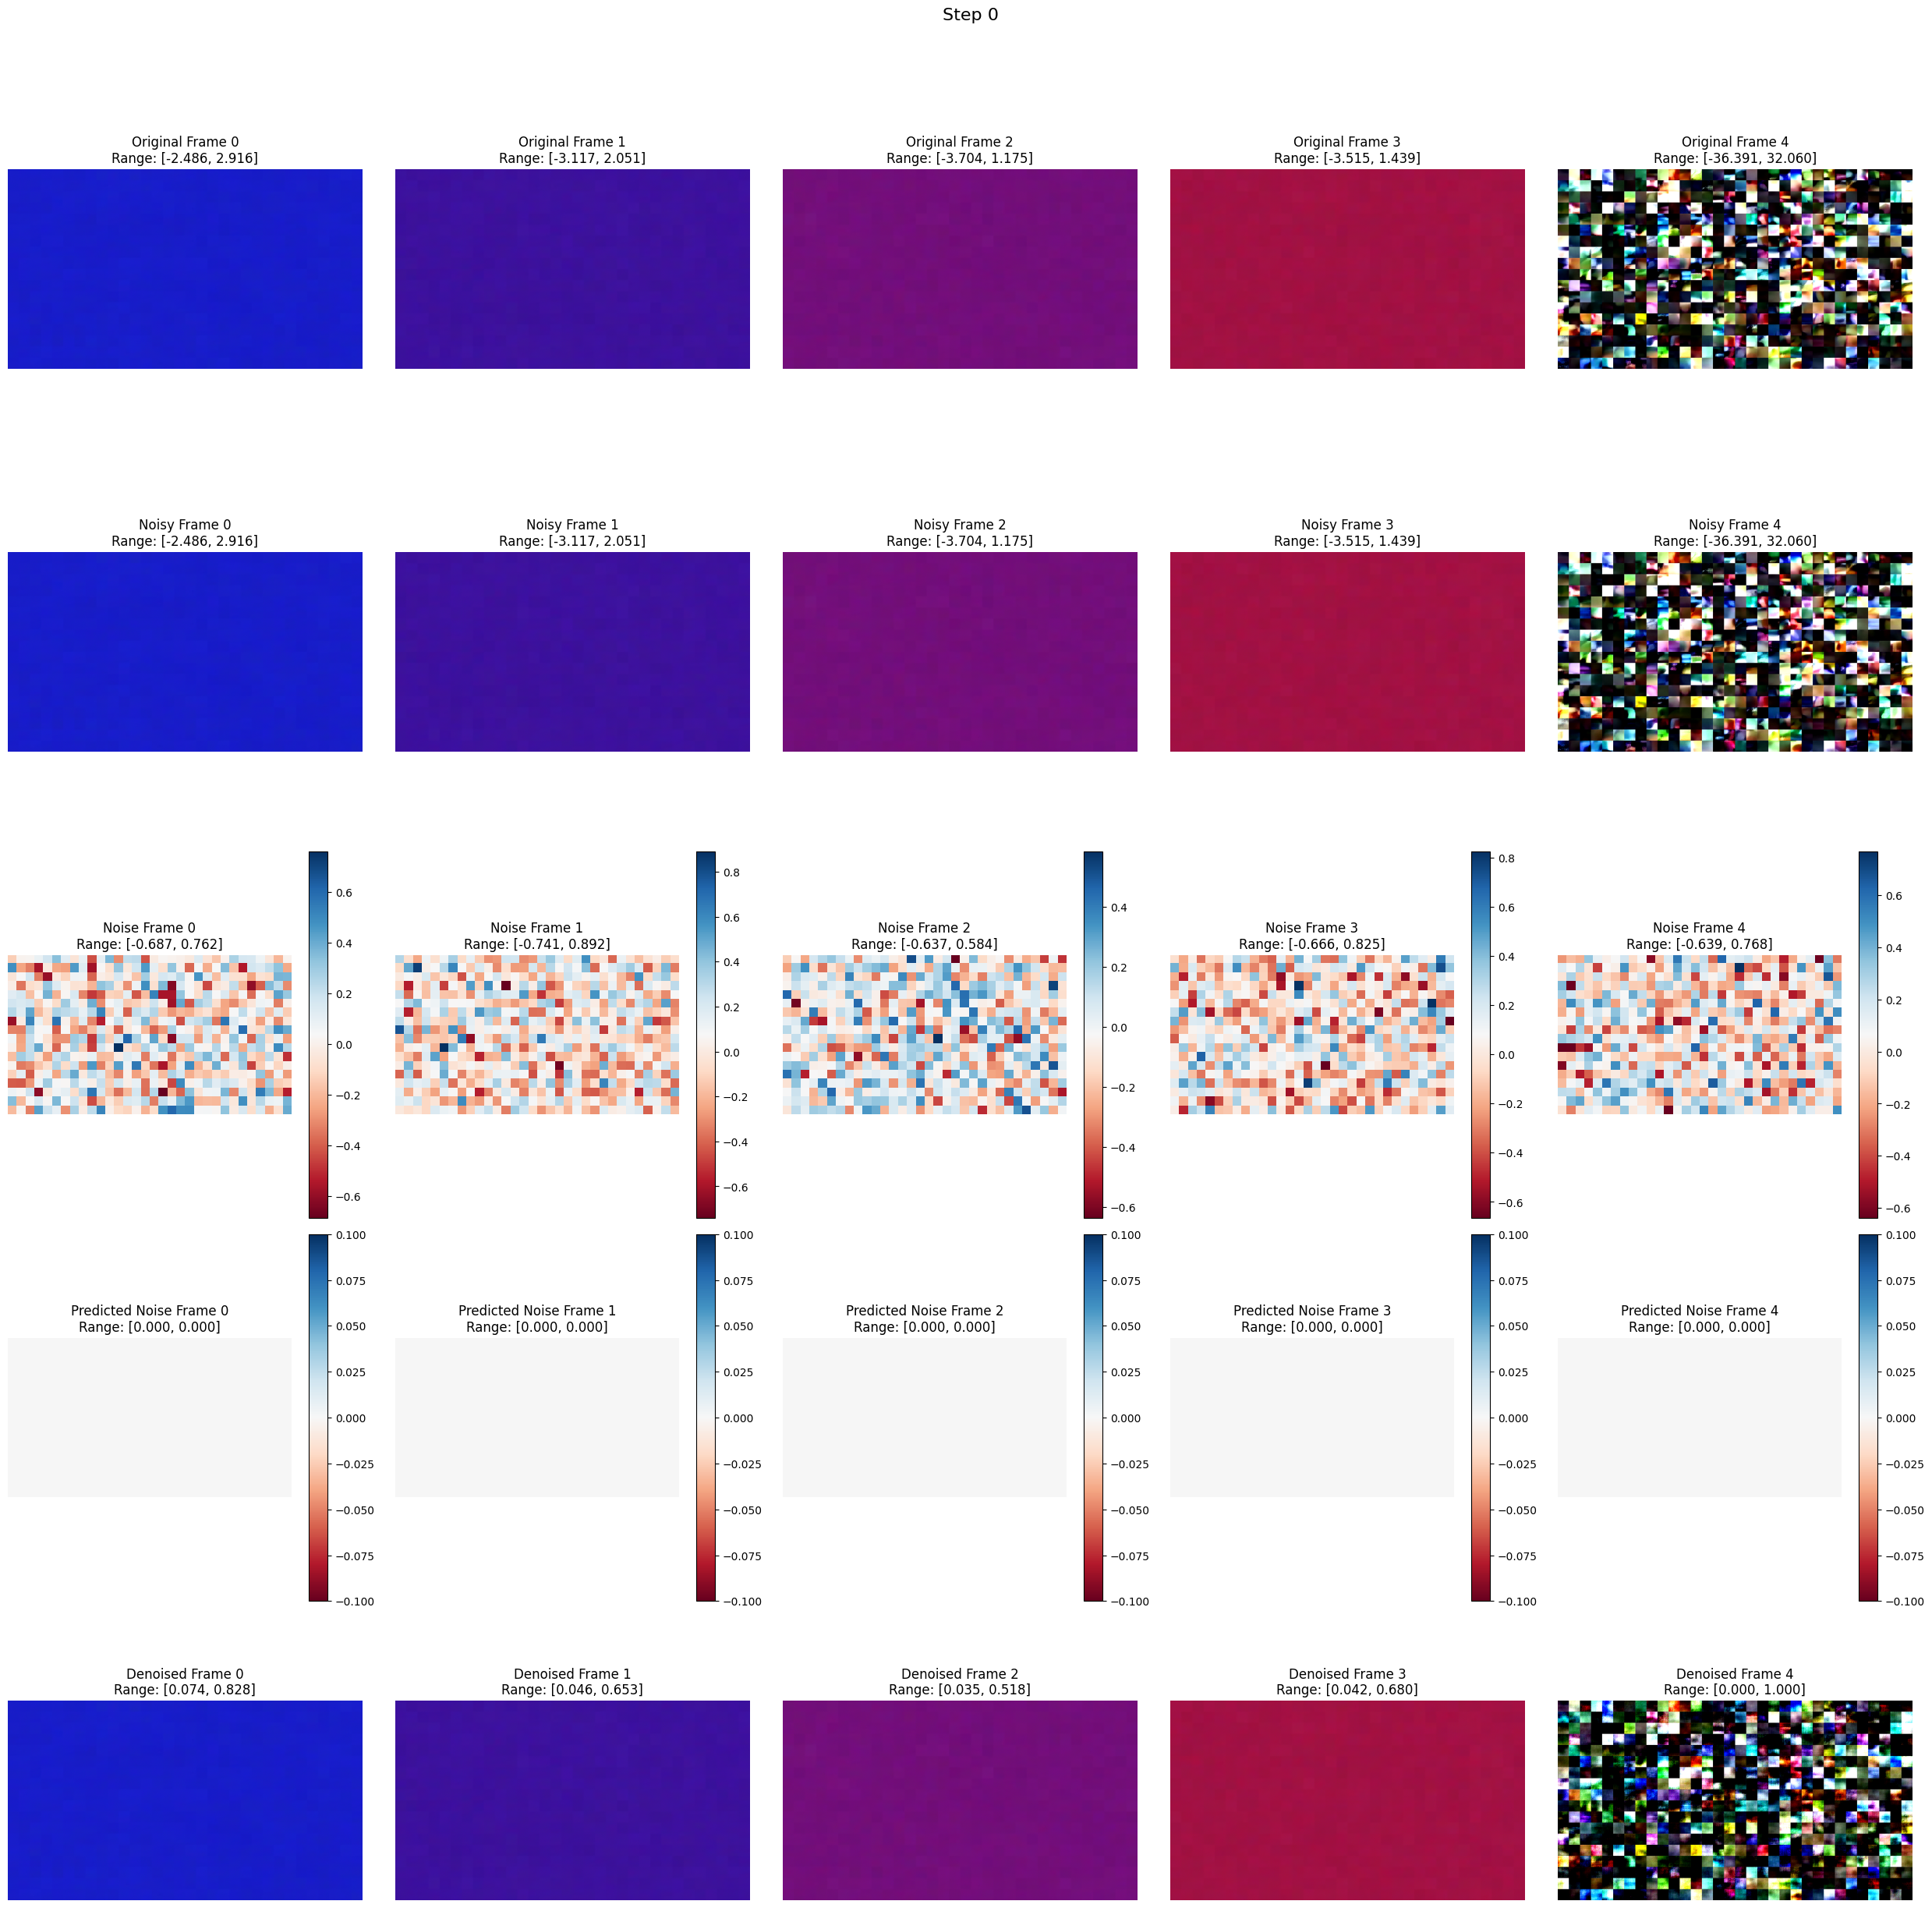 Step 0
Original Frame 0
Range: [-2.486, 2.916]
Original Frame 1
Range: [-3.117, 2.051]
Original Frame 2
Range: [-3.704, 1.175]
Original Frame 3
Range: [-3.515, 1.439]
Original Frame 4
Range: [-36.391, 32.060]
Noisy Frame 0
Range: [-2.486, 2.916]
Noisy Frame 1
Range: [-3.117, 2.051]
Noisy Frame 2
Range: [-3.704, 1.175]
Noisy Frame 3
Range: [-3.515, 1.439]
Noisy Frame 4
Range: [-36.391, 32.060]
Noise Frame 0
Range: [-0.687, 0.762]
0.6
0.4
0.2
0.0
−0.2
−0.4
−0.6
Noise Frame 1
Range: [-0.741, 0.892]
0.8
0.6
0.4
0.2
0.0
−0.2
−0.4
−0.6
Noise Frame 2
Range: [-0.637, 0.584]
0.4
0.2
0.0
−0.2
−0.4
−0.6
Noise Frame 3
Range: [-0.666, 0.825]
0.8
0.6
0.4
0.2
0.0
−0.2
−0.4
−0.6
Noise Frame 4
Range: [-0.639, 0.768]
0.6
0.4
0.2
0.0
−0.2
−0.4
−0.6
Predicted Noise Frame 0
Range: [0.000, 0.000]
0.100
0.075
0.050
0.025
0.000
−0.025
−0.050
−0.075
−0.100
Predicted Noise Frame 1
Range: [0.000, 0.000]
0.100
0.075
0.050
0.025
0.000
−0.025
−0.050
−0.075
−0.100
Predicted Noise Frame 2
Range: [0.000, 0.000]
0.100
0.075
0.050
0.025
0.000
−0.025
−0.050
−0.075
−0.100
Predicted Noise Frame 3
Range: [0.000, 0.000]
0.100
0.075
0.050
0.025
0.000
−0.025
−0.050
−0.075
−0.100
Predicted Noise Frame 4
Range: [0.000, 0.000]
0.100
0.075
0.050
0.025
0.000
−0.025
−0.050
−0.075
−0.100
Denoised Frame 0
Range: [0.074, 0.828]
Denoised Frame 1
Range: [0.046, 0.653]
Denoised Frame 2
Range: [0.035, 0.518]
Denoised Frame 3
Range: [0.042, 0.680]
Denoised Frame 4
Range: [0.000, 1.000]